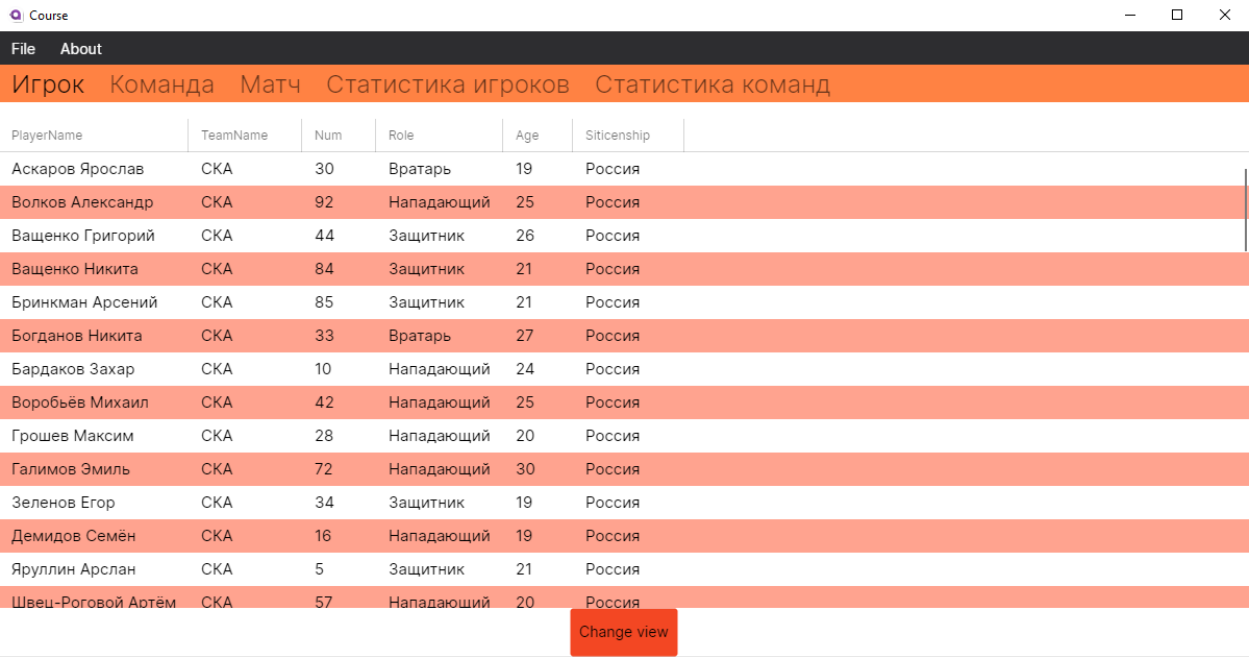 Course
File About
Игрок Команда Матч Статистика игроков Статистика команд
PlayerName TeamName Num Role Age Siticenship
Аскаров Ярослав СКА 30 Вратарь 19 Россия
Волков Александр СКА 92 Нападающий 25 Россия
Ващенко Григорий СКА 44 Защитник 26 Россия
Ващенко Никита СКА 84 Защитник 21 Россия
Бринкман Арсений СКА 85 Защитник 21 Россия
Богданов Никита СКА 33 Вратарь 27 Россия
Бардаков Захар СКА 10 Нападающий 24 Россия
Воробьёв Михаил СКА 42 Нападающий 25 Россия
Грошев Максим СКА 28 Нападающий 20 Россия
Галимов Эмиль СКА 72 Нападающий 30 Россия
Зеленов Егор СКА 34 Защитник 19 Россия
Демидов Семён СКА 16 Нападающий 19 Россия
Яруллин Арслан СКА 5 Защитник 21 Россия
Швец-Роговой Артём СКА 57 Нападающий 20 Россия
Change view